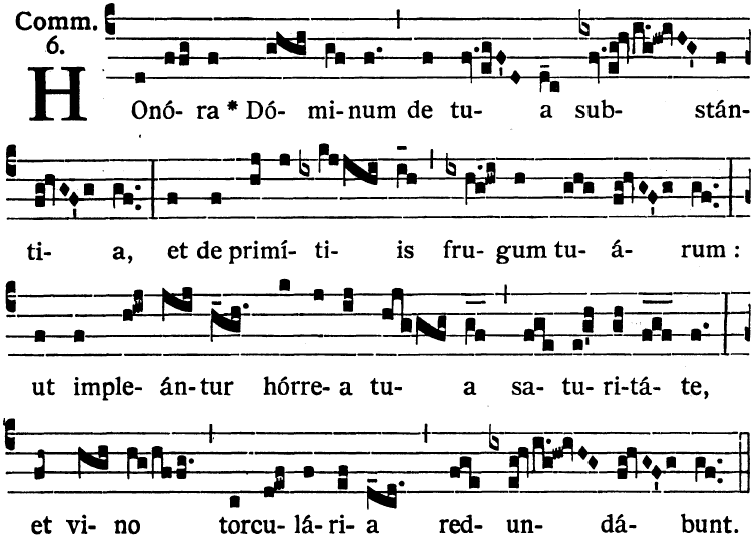 Comm.
6.
HOnó- ra * Dó- mi- num de tu- a sub- stán-
ti- a, et de primí- ti- is fru- gum tu- á- rum :
ut imple- án- tur hórre- a tu- a sa- tu- ri- tá- te,
et vi- no torcu- lá- ri- a red- un- dá- bunt.